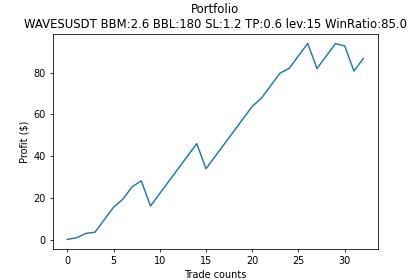 Portfolio
WAVESUSDT BBM:2.6 BBL:180 SL:1.2 TP:0.6 lev:15 WinRatio:85.0
80
60
40
20
0
Profit ($)
0 5 10 15 20 25 30
Trade counts